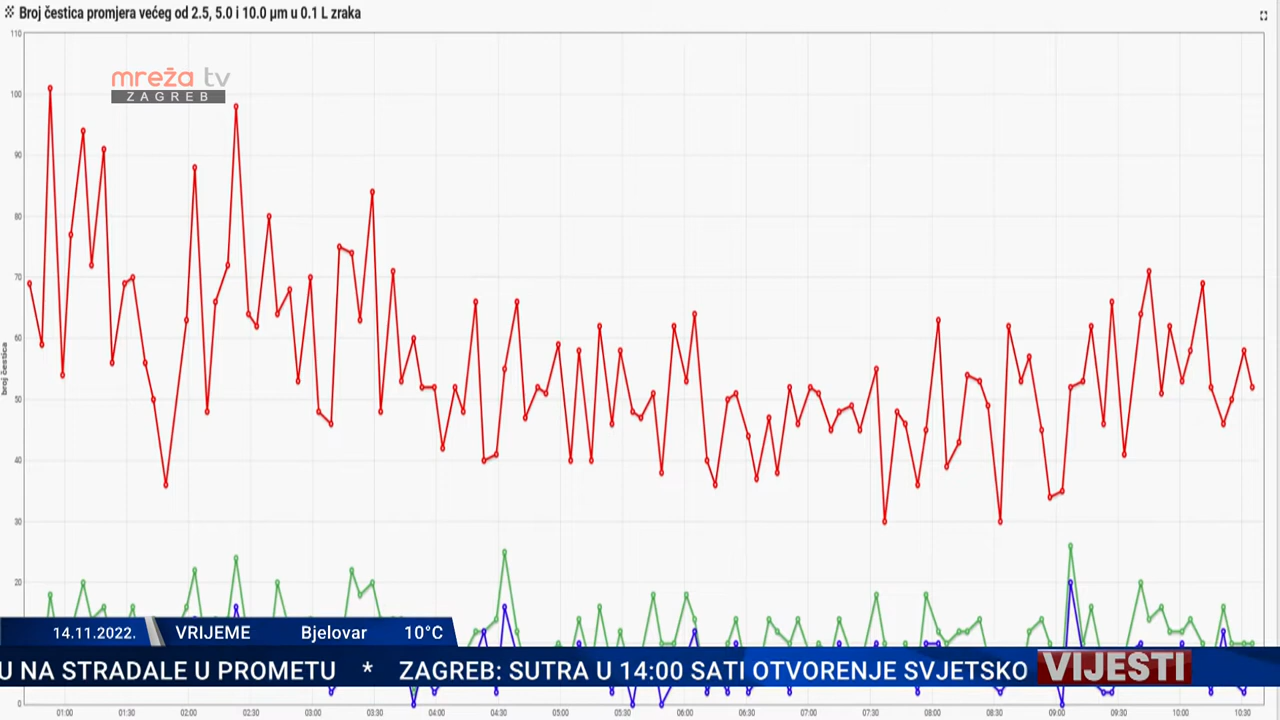 Broj čestica promjera većeg od 2.5, 5.0 i 10.0 µm u 0.1 L zraka
110
mreža tv
ZAGREB
100
90
80
70
60
broj čestica
50
40
30
20
14.11.2022. VRIJEME Bjelovar 10°C
U NA STRADALE U PROMETU * ZAGREB: SUTRA U 14:00 SATI OTVORENJE SVJETSKO VIJESTI
0
01:00 01:30 02:00 02:30 03:00 03:30 04:00 04:30 05:00 05:30 06:00 06:30 07:00 07:30 08:00 08:30 09:00 09:30 10:00 10:30